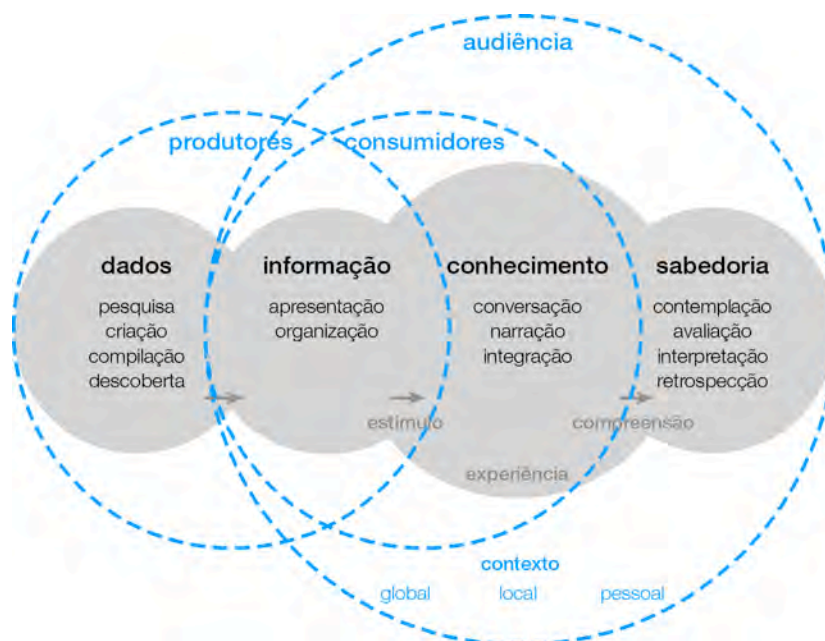 audiência
produtores
consumidores
dados
pesquisa
criação
compilação
descoberta
informação
apresentação
organização
conhecimento
conversação
narração
integração
sabedoria
contemplação
avaliação
interpretação
retrospecção
estímulo
compreensão
experiência
contexto
global
local
pessoal